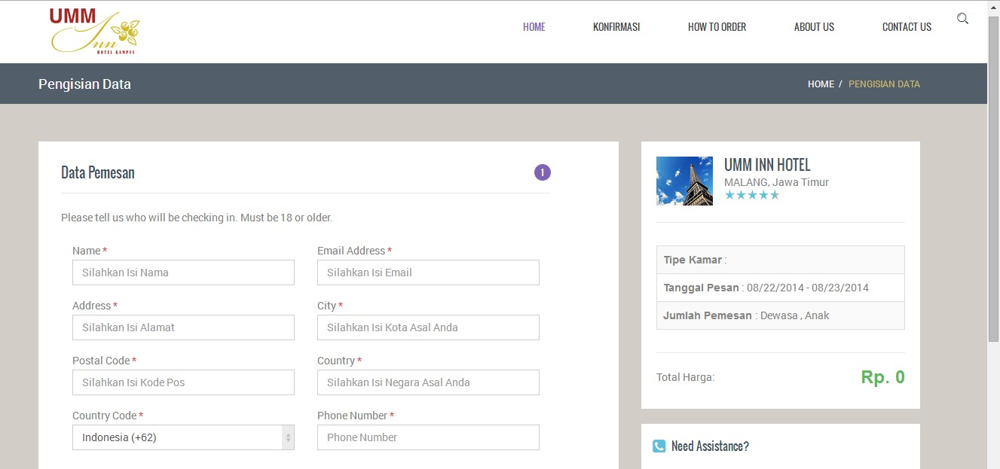 UMM
Inn
HOTEL KAMPUS
HOME
KONFIRMASI
HOW TO ORDER
ABOUT US
CONTACT US
Pengisian Data
HOME / PENGISIAN DATA
Data Pemesan
1
Please tell us who will be checking in. Must be 18 or older.
Name *
Email Address *
Silahkan Isi Nama
Silahkan Isi Email
Address *
City *
Silahkan Isi Alamat
Silahkan Isi Kota Asal Anda
Postal Code *
Country *
Silahkan Isi Kode Pos
Silahkan Isi Negara Asal Anda
Country Code *
Phone Number *
Indonesia (+62)
Phone Number
UMM INN HOTEL
MALANG, Jawa Timur
Tipe Kamar :
Tanggal Pesan : 08/22/2014 - 08/23/2014
Jumlah Pemesan : Dewasa , Anak
Total Harga:
Rp. 0
Need Assistance?